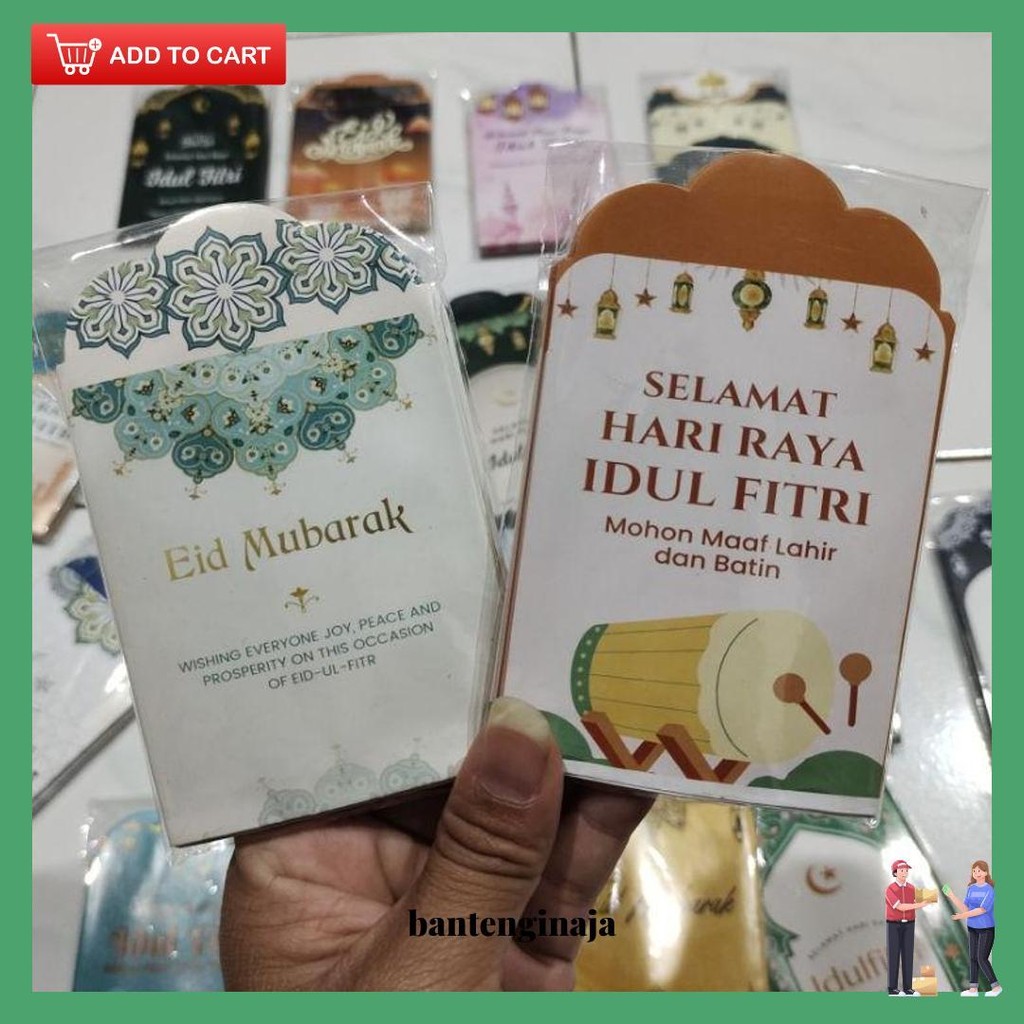 ADD TO CART
Idul Fitri
Eid Mubarak
WISHING EVERYONE JOY, PEACE AND
PROSPERITY ON THIS OCCASION
OF EID-UL-FITR
SELAMAT
HARI RAYA
IDUL FITRI
Mohon Maaf Lahir
dan Batin
bantenginaja